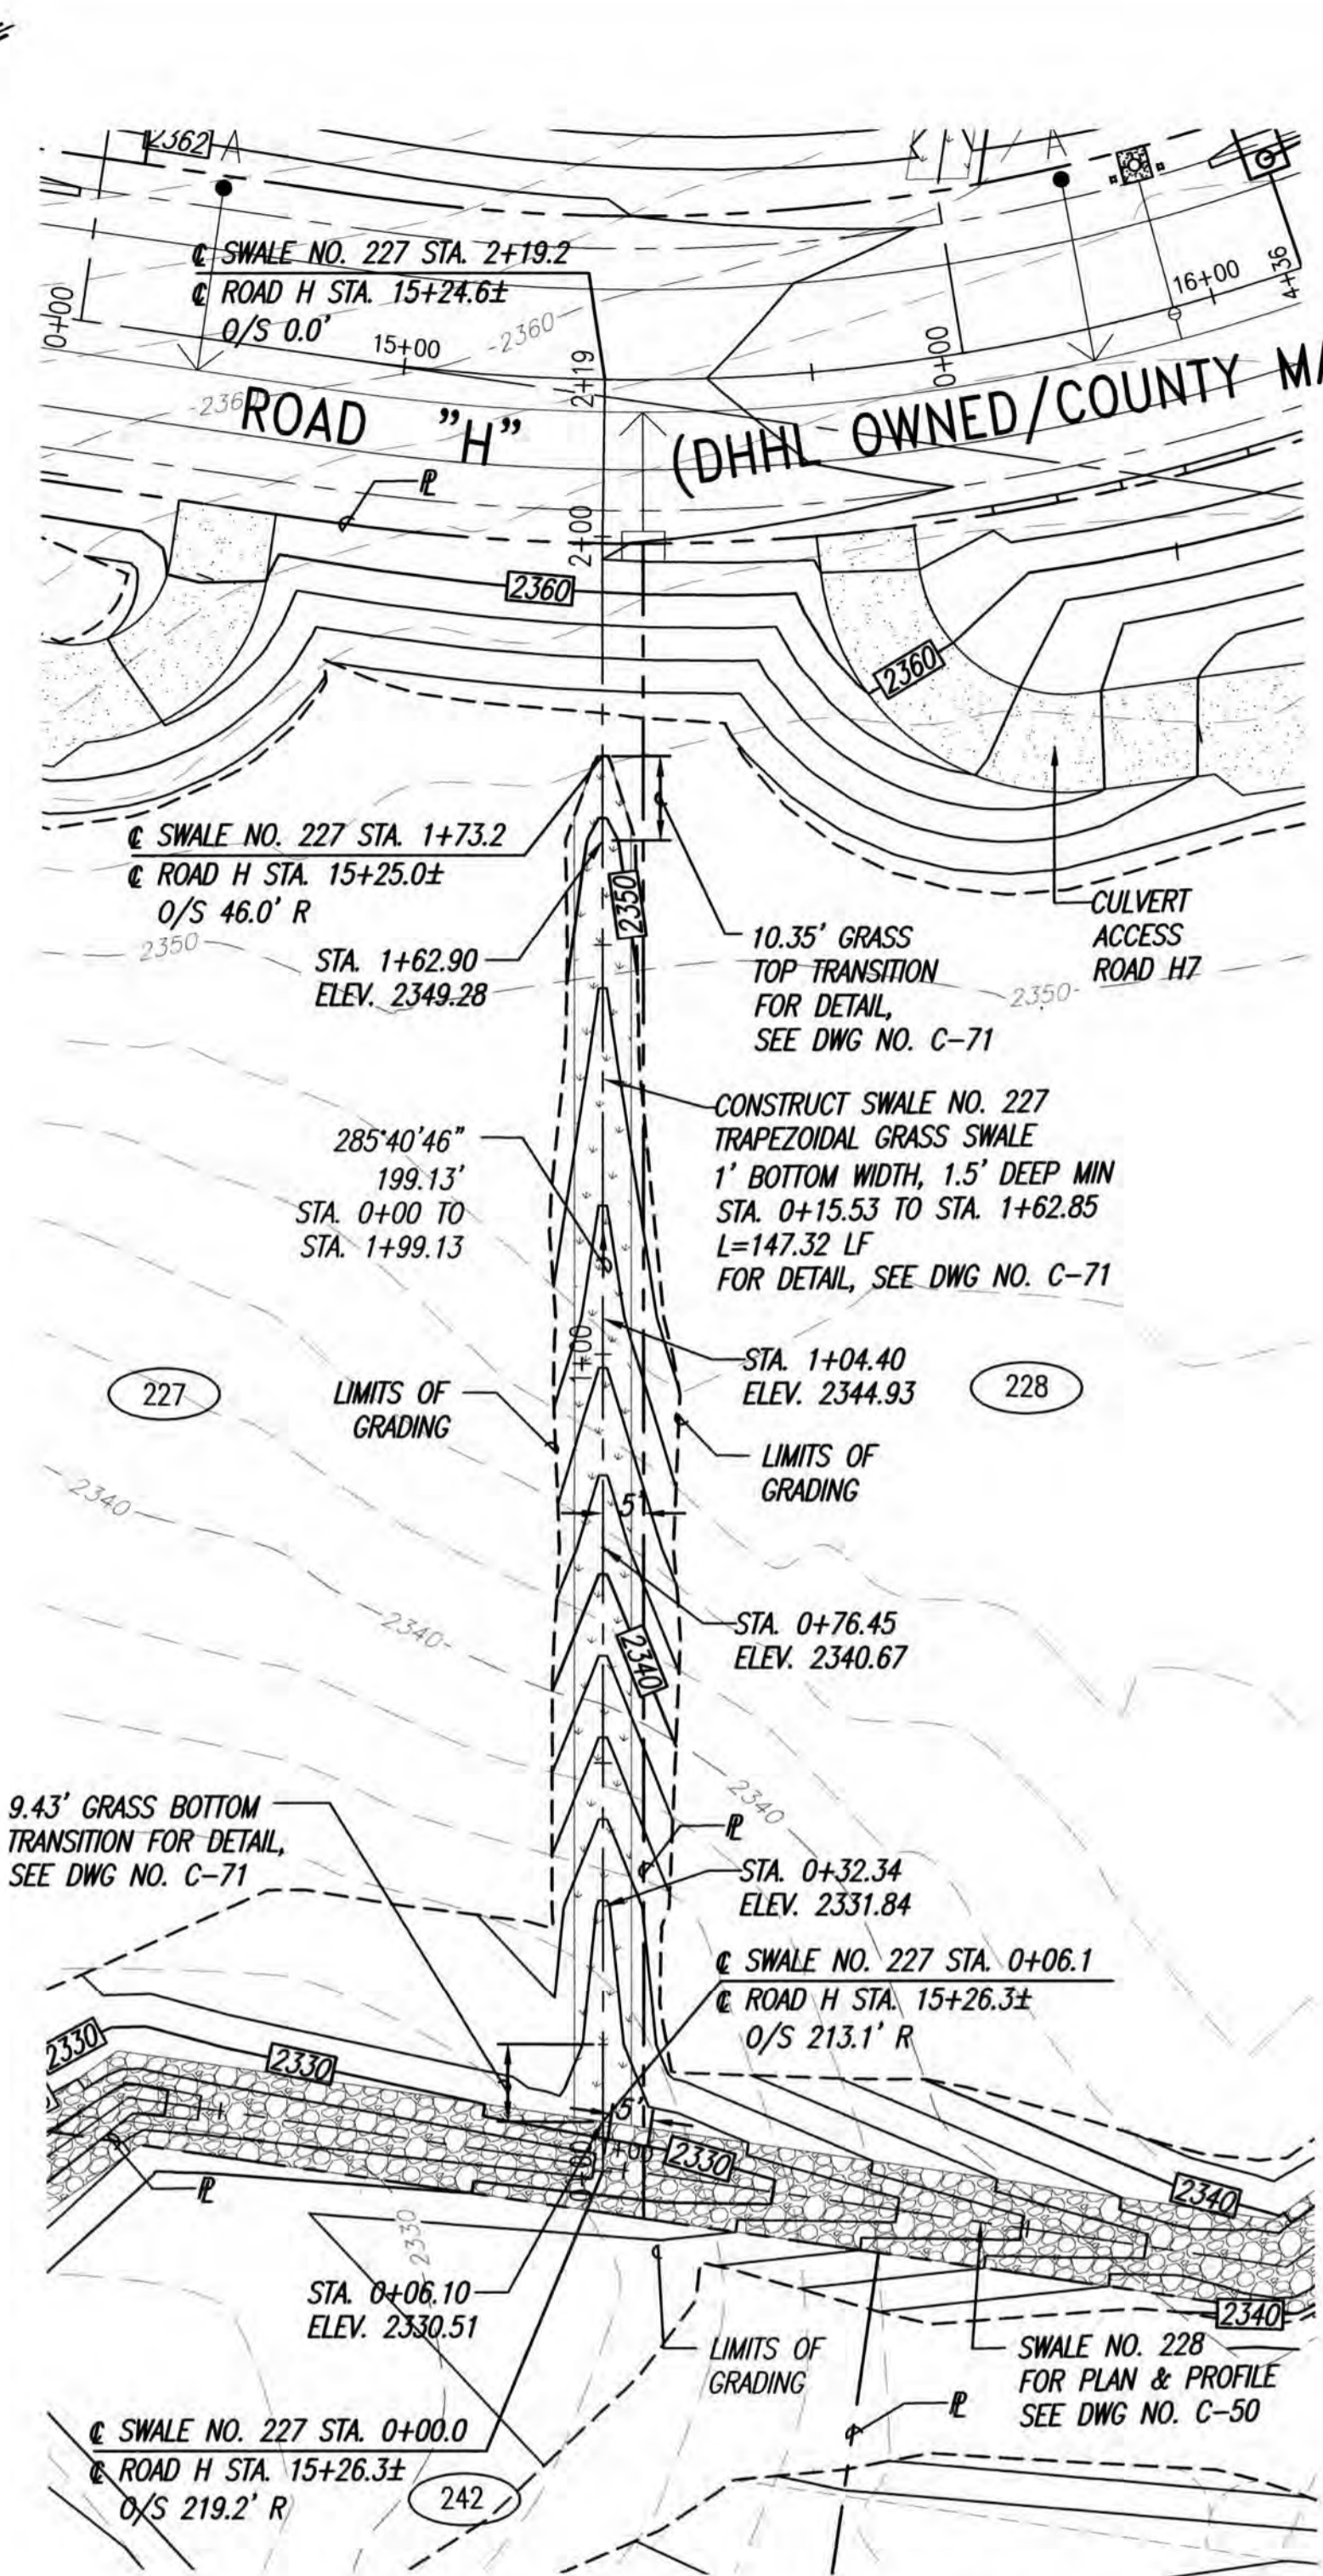 2362
℄ SWALE NO. 227 STA. 2+19.2
℄ ROAD H STA. 15+24.6±
O/S 0.0'
0+00
15+00
-2360-
2+19
0+00
16+00
4+36
-2360
ROAD "H"
(DHHL OWNED/COUNTY
℄ SWALE NO. 227 STA. 1+73.2
℄ ROAD H STA. 15+25.0±
O/S 46.0' R
2+00
2360
2360
2350
STA. 1+62.90
ELEV. 2349.28
2350
10.35' GRASS
TOP TRANSITION
FOR DETAIL,
SEE DWG NO. C-71
CULVERT
ACCESS
ROAD H7
2350-
285°40'46"
199.13'
STA. 0+00 TO
STA. 1+99.13
CONSTRUCT SWALE NO. 227
TRAPEZOIDAL GRASS SWALE
1' BOTTOM WIDTH, 1.5' DEEP MIN
STA. 0+15.53 TO STA. 1+62.85
L=147.32 LF
FOR DETAIL, SEE DWG NO. C-71
1+00
STA. 1+04.40
ELEV. 2344.93
227
228
LIMITS OF
GRADING
LIMITS OF
GRADING
2340
5'
-2340-
STA. 0+76.45
ELEV. 2340.67
2340
2340
9.43' GRASS BOTTOM
TRANSITION FOR DETAIL,
SEE DWG NO. C-71
STA. 0+32.34
ELEV. 2331.84
℄ SWALE NO. 227 STA. 0+06.1
℄ ROAD H STA. 15+26.3±
O/S 213.1' R
2330
2330
5'
2330
2340
2330
STA. 0+06.10
ELEV. 2330.51
2340
LIMITS OF
GRADING
SWALE NO. 228
FOR PLAN & PROFILE
SEE DWG NO. C-50
℄ SWALE NO. 227 STA. 0+00.0
℄ ROAD H STA. 15+26.3±
O/S 219.2' R
242